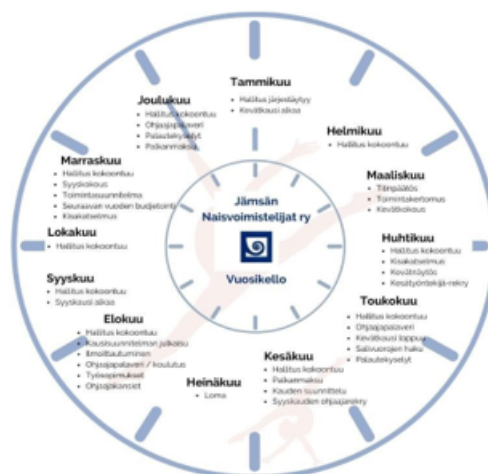 Tammikuu
Hallitus järjestäytyy
Kevätkausi alkaa
Helmikuu
Hallitus kokoontuu
Maaliskuu
Tilinpäätös
Toimintakertomus
Kevätkokous
Huhtikuu
Hallitus kokoontuu
Kisakatselmus
Kevätnäytös
Kesätyöntekijä-rekry
Toukokuu
Hallitus kokoontuu
Ohjaajapalaveri
Kevätkausi loppuu
Salivuorojen haku
Palautekyselyt
Kesäkuu
Hallitus kokoontuu
Palkanmaksu
Kauden suunnittelu
Syyskauden ohjaajarekry
Heinäkuu
Loma
Elokuu
Hallitus kokoontuu
Kausisuunnitelman julkaisu
Ilmoittautuminen
Ohjaajapalaveri / koulutus
Työsopimukset
Ohjaajakansiot
Syyskuu
Hallitus kokoontuu
Syyskausi alkaa
Lokakuu
Hallitus kokoontuu
Marraskuu
Hallitus kokoontuu
Syyskokous
Toimintasuunnitelma
Seuraavan vuoden budjetointi
Kisakatselmus
Joulukuu
Hallitus kokoontuu
Ohjaajapalaveri
Palautekyselyt
Palkanmaksu
Jämsän
Naisvoimistelijat ry
Vuosikello